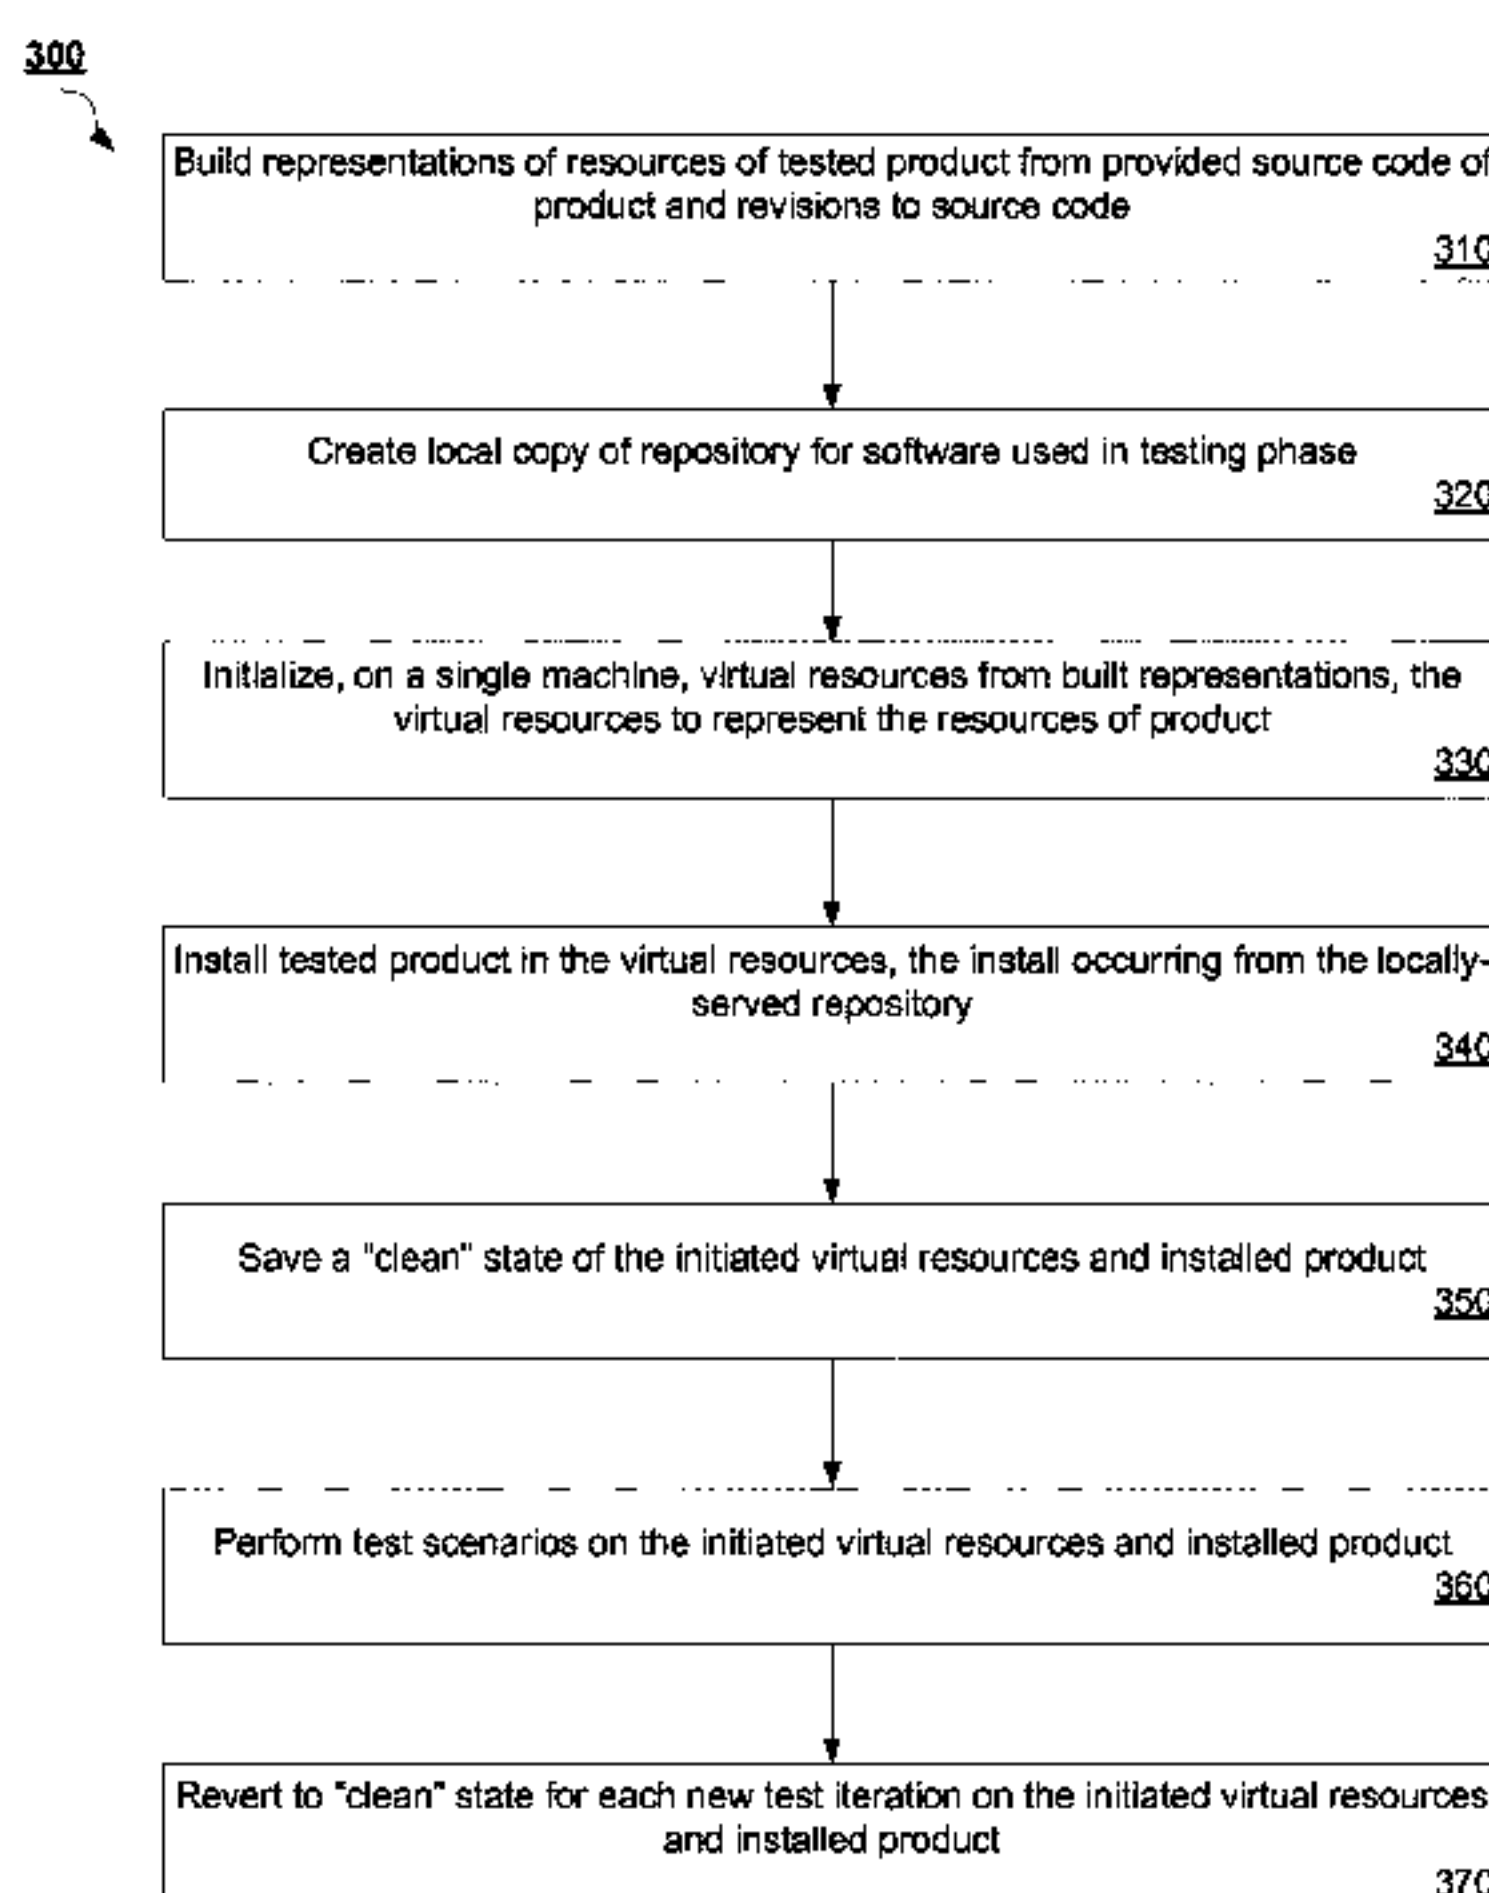 300
Build representations of resources of tested product from provided source code of
product and revisions to source code
310
Create local copy of repository for software used in testing phase
320
Initialize, on a single machine, virtual resources from built representations, the
virtual resources to represent the resources of product
330
Install tested product in the virtual resources, the install occurring from the locally-
served repository
340
Save a "clean" state of the initiated virtual resources and installed product
350
Perform test scenarios on the initiated virtual resources and installed product
360
Revert to "clean" state for each new test iteration on the initiated virtual resources
and installed product
370